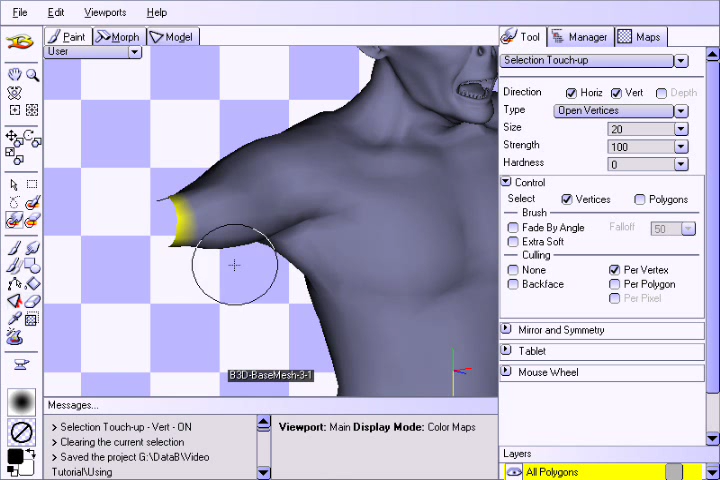 File Edit Viewports Help
Paint Morph Model
User
Tool Manager Maps
Selection Touch-up
Direction Horiz Vert Depth
Type Open Vertices
Size 20
Strength 100
Hardness 0
Control
Select Vertices Polygons
Brush
Fade By Angle Falloff 50
Extra Soft
Culling
None Per Vertex
Backface Per Polygon
Per Pixel
Mirror and Symmetry
Tablet
Mouse Wheel
B3D-BaseMesh-3-1
Messages...
> Selection Touch-up - Vert - ON
> Clearing the current selection
> Saved the project G:\DataB\Video
Tutorial\Using
Viewport: Main Display Mode: Color Maps
Layers
All Polygons